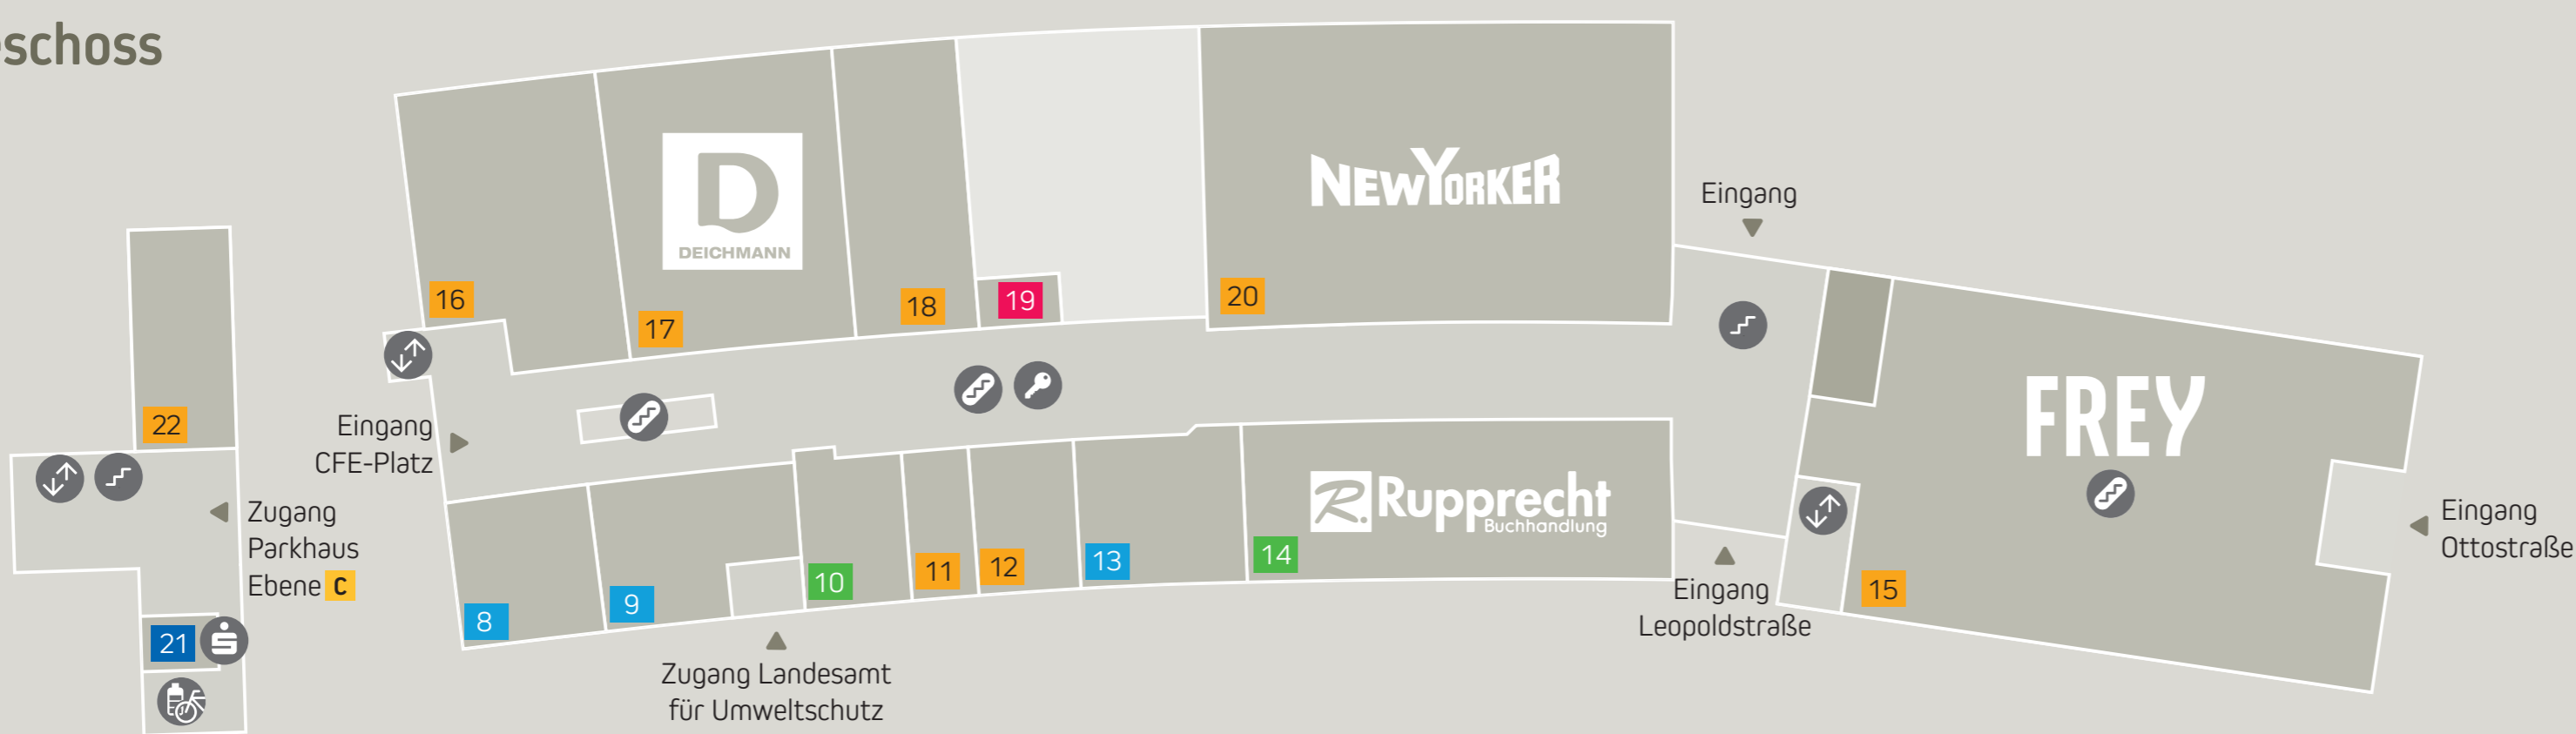 schoss
DEICHMANN
NEWYORKER
Eingang
16
17
18
19
20
22
Eingang
CFE-Platz
FREY
Rupprecht
Buchhandlung
Zugang
Parkhaus
Ebene C
Eingang
Ottostraße
8
9
10
11
12
13
14
15
Eingang
Leopoldstraße
21
Zugang Landesamt
für Umweltschutz